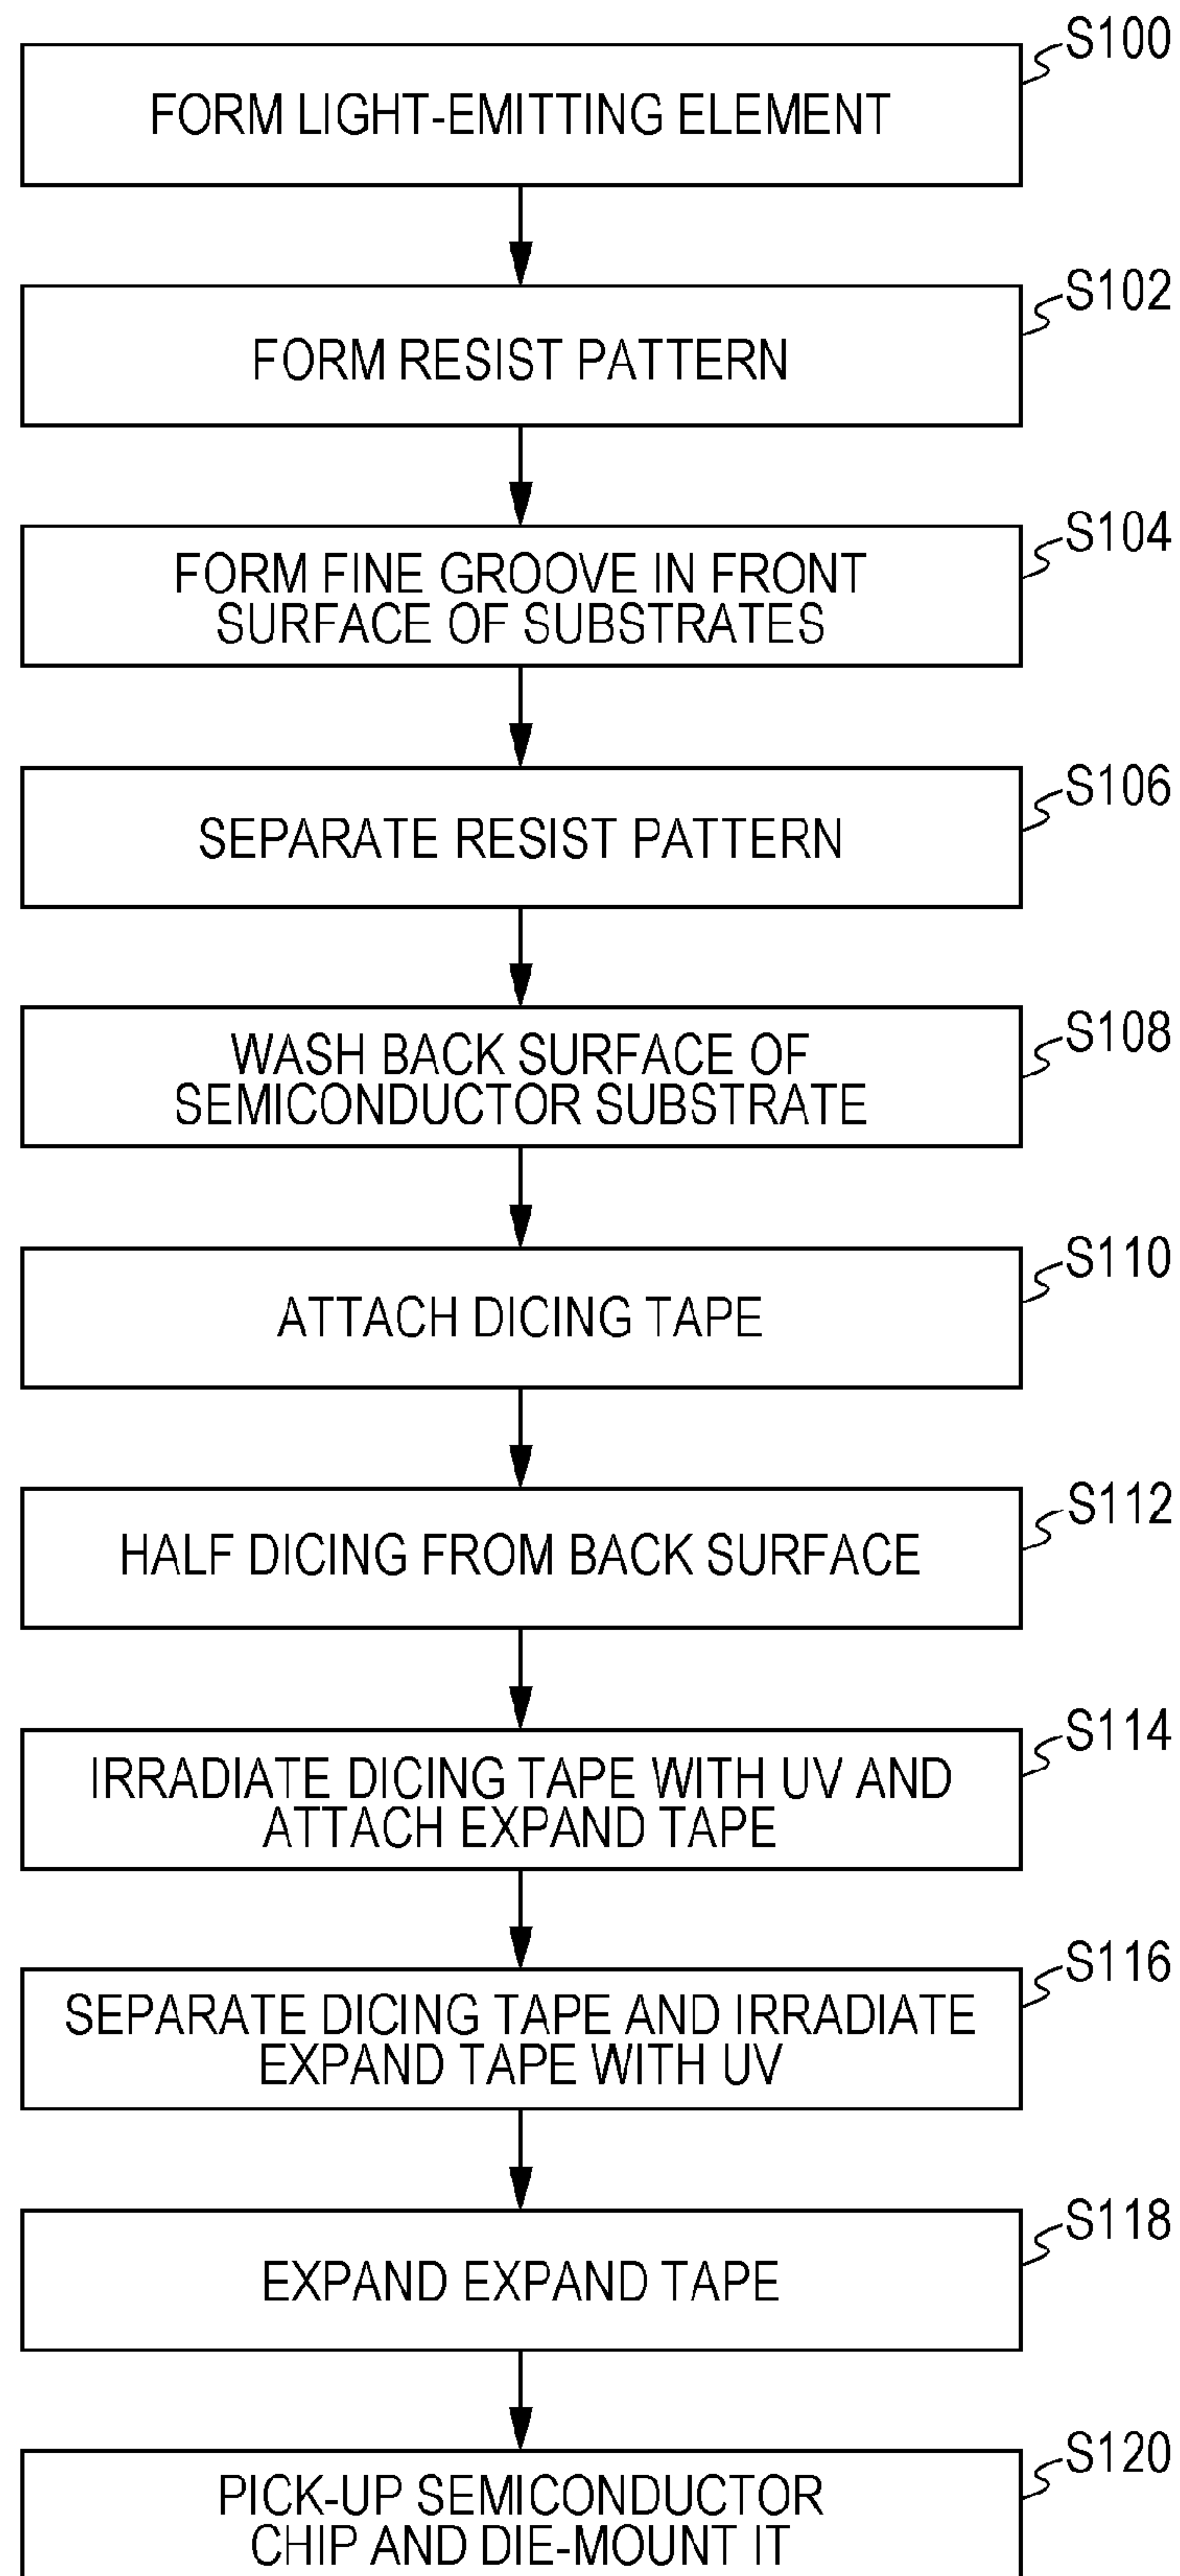 S100
FORM LIGHT-EMITTING ELEMENT
S102
FORM RESIST PATTERN
S104
FORM FINE GROOVE IN FRONT
SURFACE OF SUBSTRATES
S106
SEPARATE RESIST PATTERN
S108
WASH BACK SURFACE OF
SEMICONDUCTOR SUBSTRATE
S110
ATTACH DICING TAPE
S112
HALF DICING FROM BACK SURFACE
S114
IRRADIATE DICING TAPE WITH UV AND
ATTACH EXPAND TAPE
S116
SEPARATE DICING TAPE AND IRRADIATE
EXPAND TAPE WITH UV
S118
EXPAND EXPAND TAPE
S120
PICK-UP SEMICONDUCTOR
CHIP AND DIE-MOUNT IT